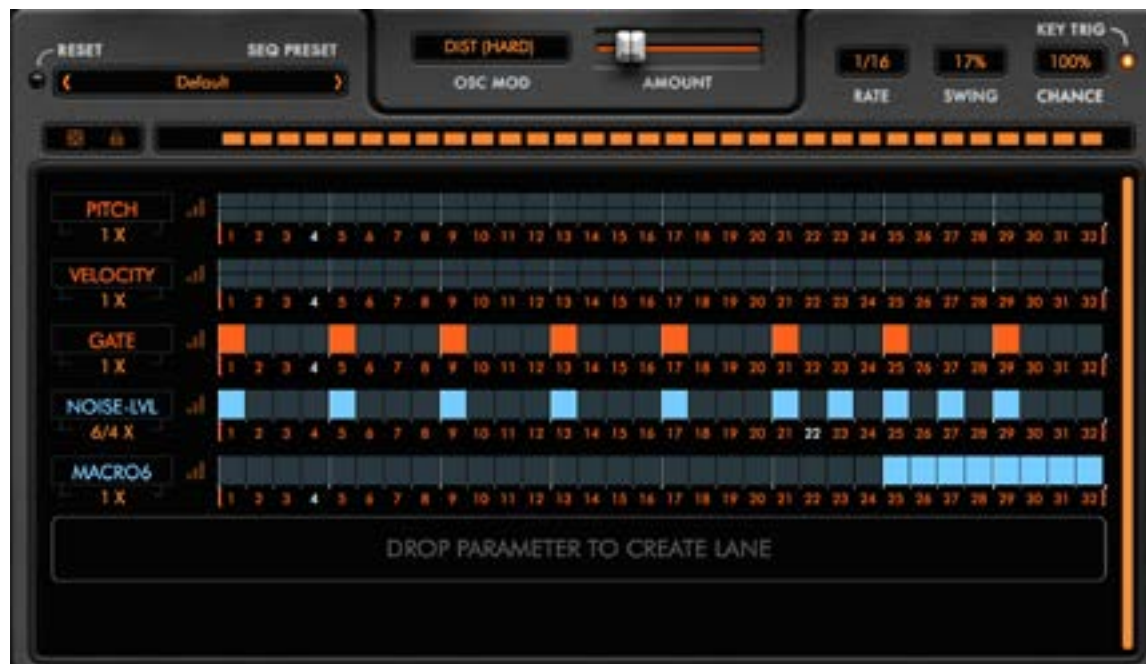 RESET SEQ PRESET
< Default >
DIST (HARD)
OSC MOD AMOUNT
KEY TRIG
1/16 17% 100%
RATE SWING CHANCE
PITCH
1 X 1 2 3 4 5 6 7 8 9 10 11 12 13 14 15 16 17 18 19 20 21 22 23 24 25 26 27 28 29 30 31 32
VELOCITY
1 X 1 2 3 4 5 6 7 8 9 10 11 12 13 14 15 16 17 18 19 20 21 22 23 24 25 26 27 28 29 30 31 32
GATE
1 X 1 2 3 4 5 6 7 8 9 10 11 12 13 14 15 16 17 18 19 20 21 22 23 24 25 26 27 28 29 30 31 32
NOISE-LVL
6/4 X 1 2 3 4 5 6 7 8 9 10 11 12 13 14 15 16 17 18 19 20 21 22 23 24 25 26 27 28 29 30 31 32
MACRO6
1 X 1 2 3 4 5 6 7 8 9 10 11 12 13 14 15 16 17 18 19 20 21 22 23 24 25 26 27 28 29 30 31 32
DROP PARAMETER TO CREATE LANE